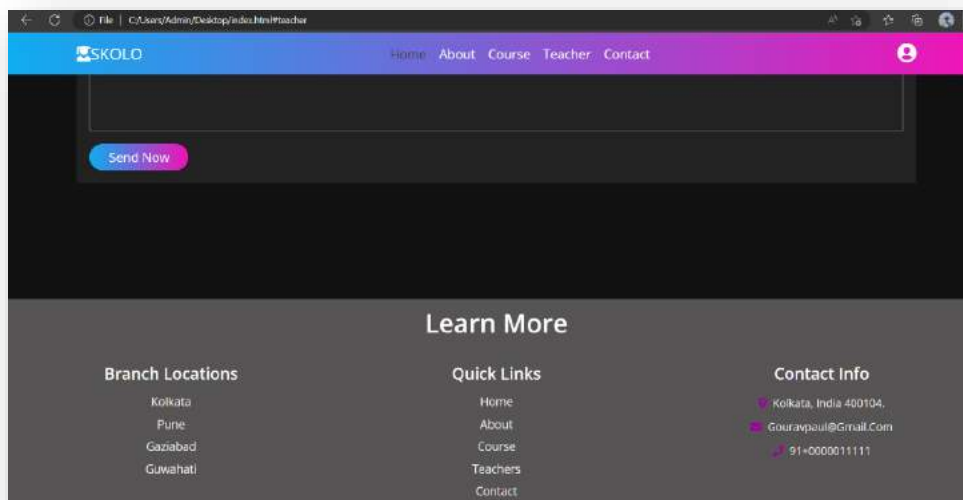 File | C:/Users/Admin/Desktop/index.html#teacher
SKOLO Home About Course Teacher Contact
Send Now
Learn More
Branch Locations
Kolkata
Pune
Gaziabad
Guwahati
Quick Links
Home
About
Course
Teachers
Contact
Contact Info
Kolkata, India 400104.
Gouravpaul@Gmail.Com
91+0000011111